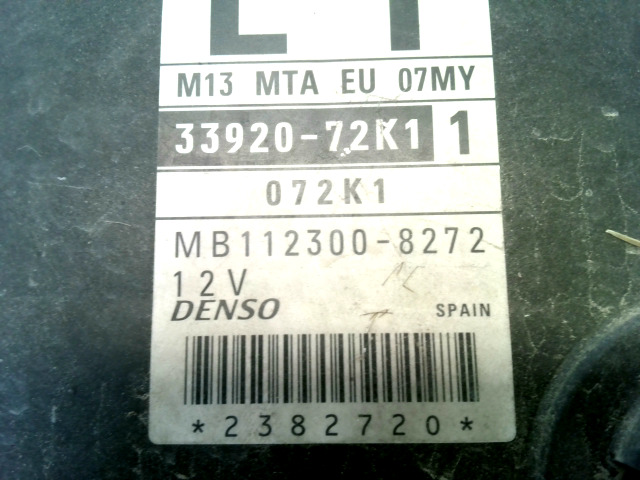 M13 MTA EU 07MY
33920-72K1 1
072K1
MB112300-8272
12V
DENSO SPAIN
*2382720*